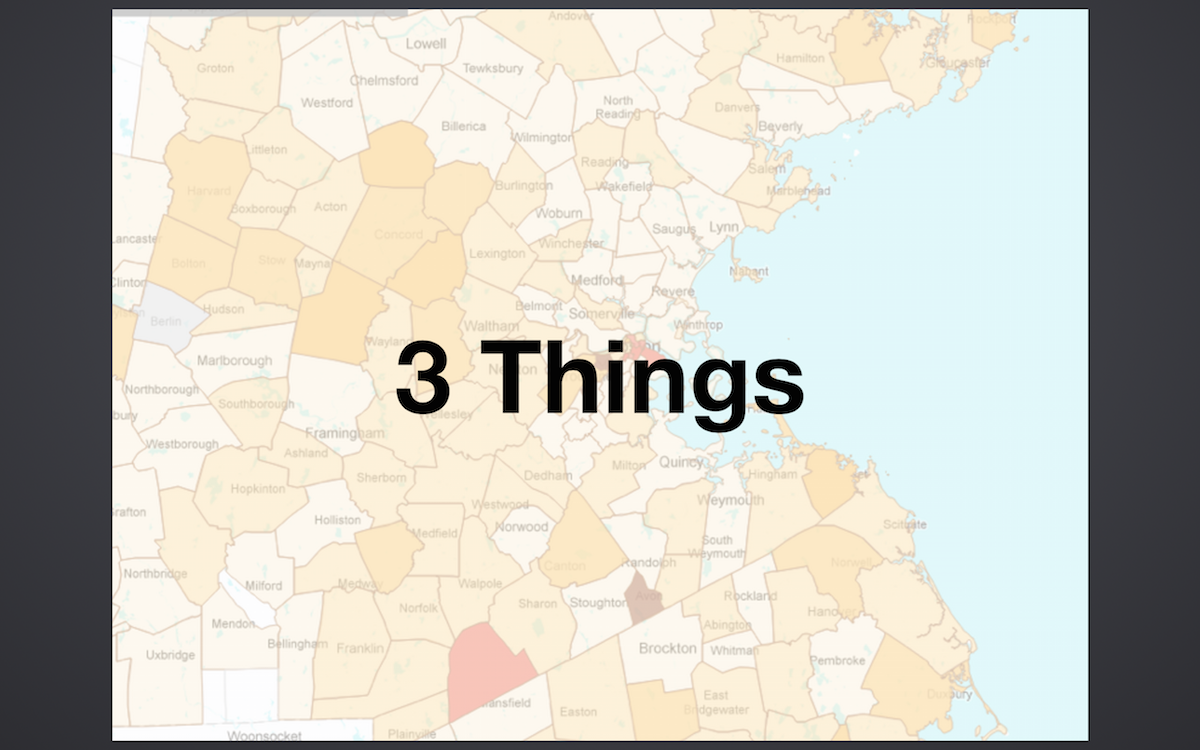 Andover
Rockport
Lowell
Gloucester
Groton
Tewksbury
Hamilton
Chelmsford
Westford
North
Reading
Danvers
Billerica
Beverly
Wilmington
Littleton
Reading
Salem
Burlington
Wakefield
Marblehead
Harvard
Boxborough
Acton
Woburn
Saugus
Lynn
Concord
Lancaster
Winchester
Lexington
Bolton
Stow
Mayna
Nahant
Clinton
Medford
Revere
Hudson
Belmont
Somerville
Berlin
Waltham
Winthrop
Wayland
Marlborough
3 Things
Northborough
Southborough
bury
Wellesley
Framingham
Westborough
Ashland
Milton
Quincy
Dedham
Hingham
Sherborn
Hopkinton
Weymouth
Westwood
Grafton
Holliston
Norwood
Scituate
Medfield
South
Weymouth
Randolph
Canton
Norwell
Northbridge
Milford
Medway
Walpole
Avon
Rockland
Sharon
Stoughton
Norfolk
Hanover
Mendon
Abington
Bellingham
Franklin
Brockton
Whitman
Uxbridge
Pembroke
Duxbury
ansfield
East
Bridgewater
Easton
Plainville
Woonsocket